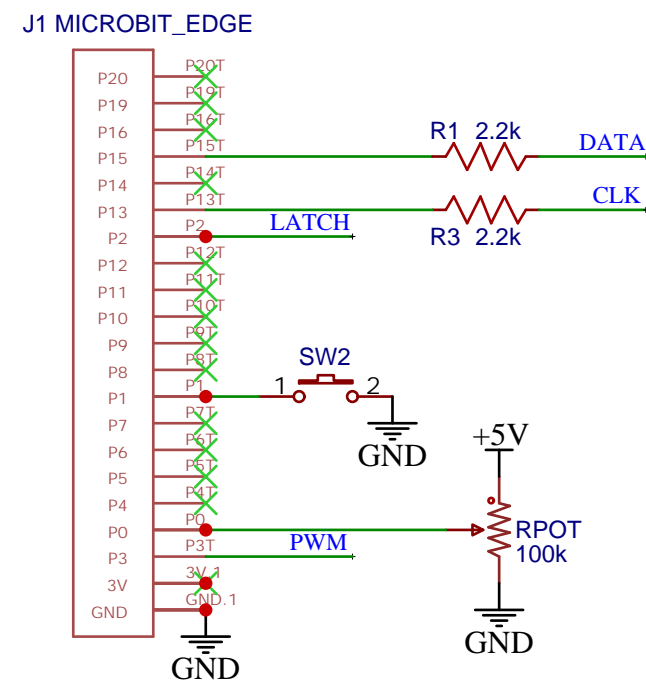 J1 MICROBIT_EDGE
P20 P20T
P19 P19T
P16 P16T
P15 P15T R1 2.2k DATA
P14 P14T
P13 P13T CLK
P2 P2 LATCH R3 2.2k
P12 P12T
P11 P11T
P10 P10T
P9 P9T
P8 P8T SW2
P1 P1 1 2
P7 P7T
P6 P6T GND
P5 P5T +5V
P4 P4T
P0 P0 RPOT
P3 P3T PWM 100k
3V 3V.1
GND GND.1
GND GND